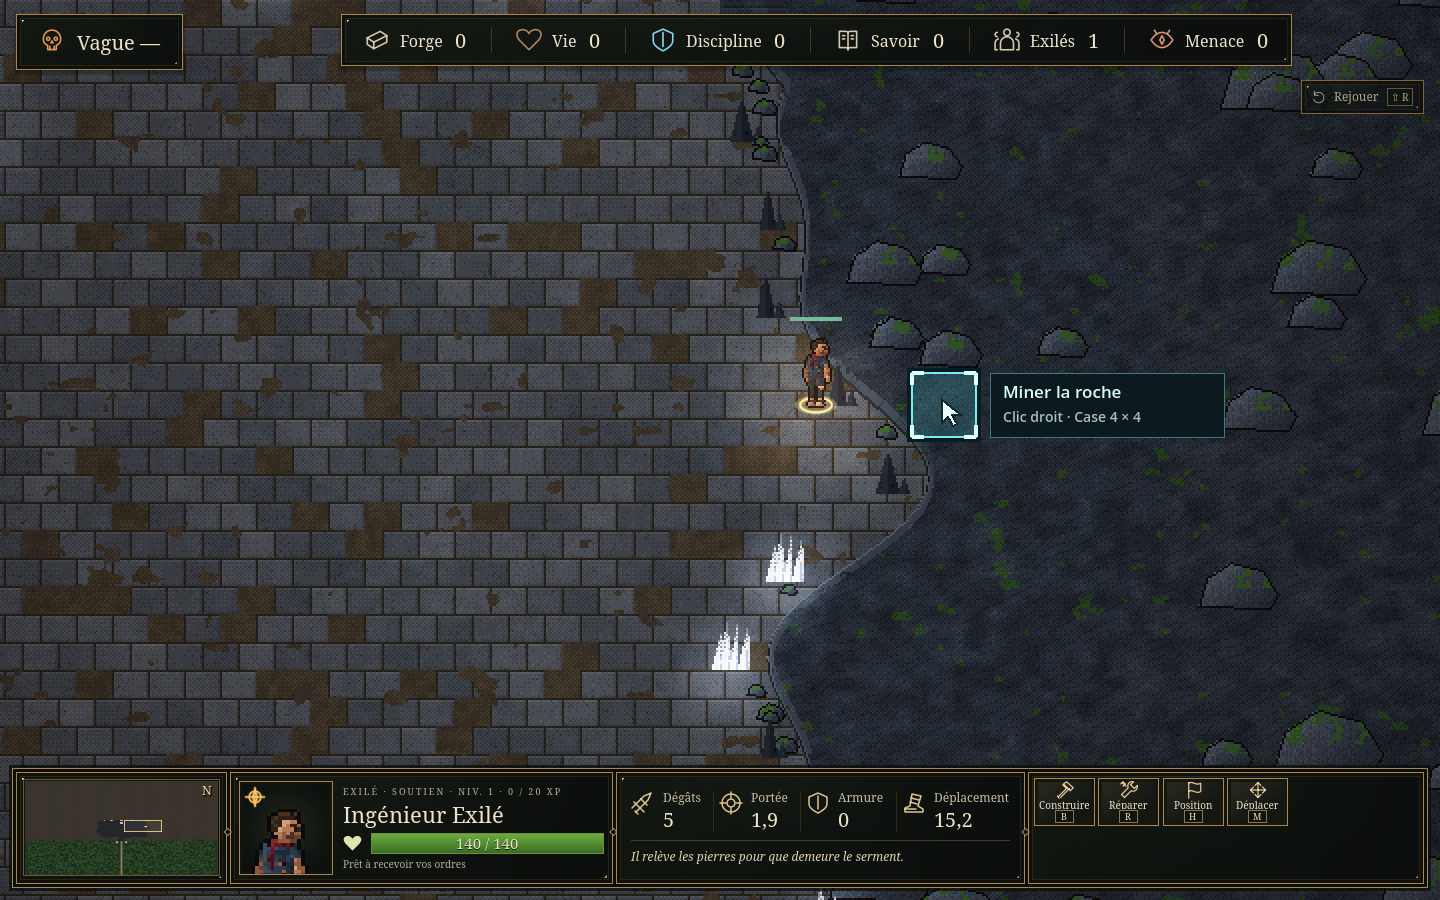 Vague —
Forge 0
Vie 0
Discipline 0
Savoir 0
Exilés 1
Menace 0
Rejouer ⇧ R
Miner la roche
Clic droit · Case 4 × 4
N
EXILÉ · SOUTIEN · NIV. 1 · 0 / 20 XP
Ingénieur Exilé
140 / 140
Prêt à recevoir vos ordres
Dégâts
5
Portée
1,9
Armure
0
Déplacement
15,2
Il relève les pierres pour que demeure le serment.
Construire
B
Réparer
R
Position
H
Déplacer
M